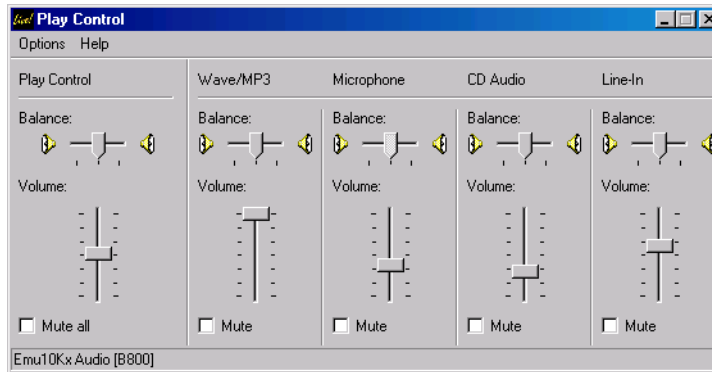 Live! Play Control
Options Help
Play Control Wave/MP3 Microphone CD Audio Line-In
Balance: Balance: Balance: Balance: Balance:
Volume: Volume: Volume: Volume: Volume:
Mute all Mute Mute Mute Mute
Emu10Kx Audio [B800]